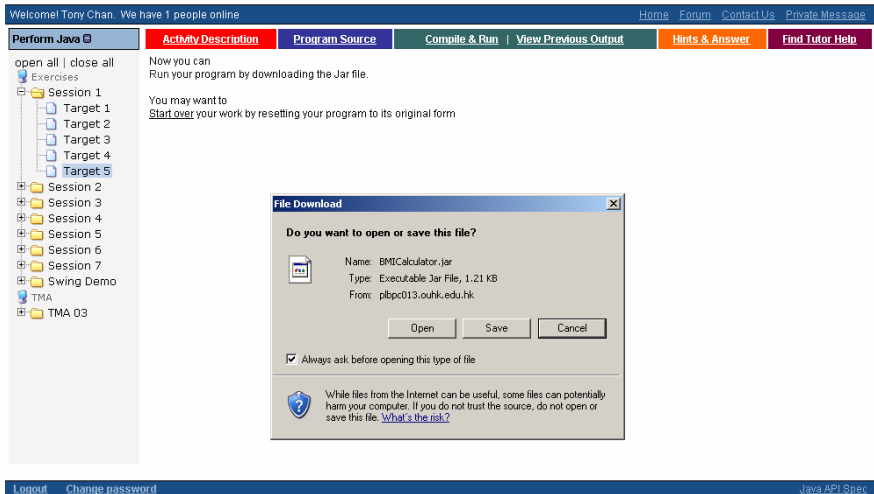 Welcome! Tony Chan. We have 1 people online
Home Forum Contact Us Private Message
Perform Java
Activity Description Program Source Compile & Run | View Previous Output Hints & Answer Find Tutor Help
open all | close all
Exercises
Session 1
Target 1
Target 2
Target 3
Target 4
Target 5
Session 2
Session 3
Session 4
Session 5
Session 6
Session 7
Swing Demo
TMA
TMA 03
Now you can
Run your program by downloading the Jar file.
You may want to
Start over your work by resetting your program to its original form
File Download
Do you want to open or save this file?
Name: BMICalculator.jar
Type: Executable Jar File, 1.21 KB
From: plbpc013.ouhk.edu.hk
Open Save Cancel
Always ask before opening this type of file
While files from the Internet can be useful, some files can potentially
harm your computer. If you do not trust the source, do not open or
save this file. What's the risk?
Logout Change password
Java API Spec